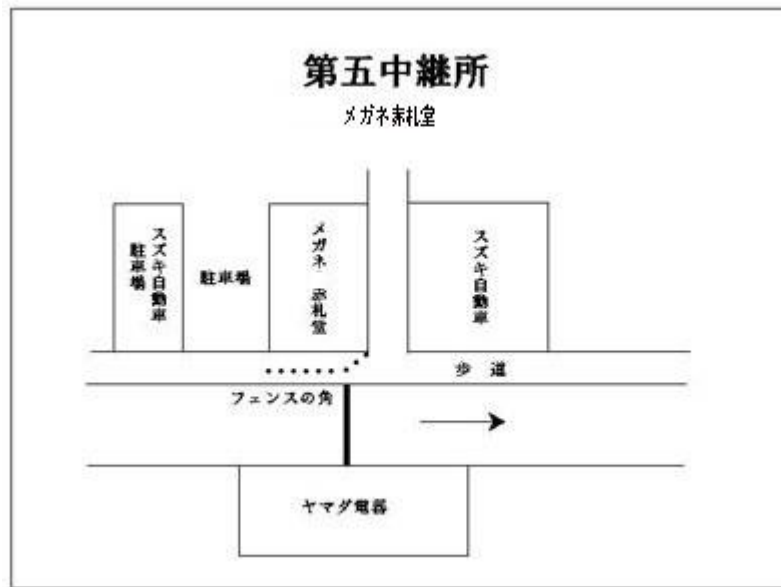 第五中継所
メガネ赤札堂
スズキ自動車
駐車場
駐車場
メガネ 赤札堂
スズキ自動車
歩 道
フェンスの角
ヤマダ電器